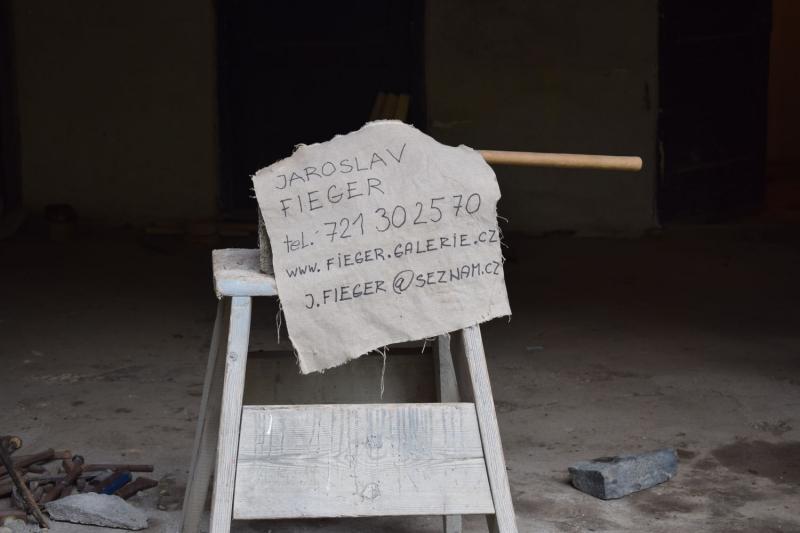 JAROSLAV
FIEGER
tel.: 721 302570
www.FIEGER.GALERIE.CZ
J.FIEGER@SEZNAM.CZ